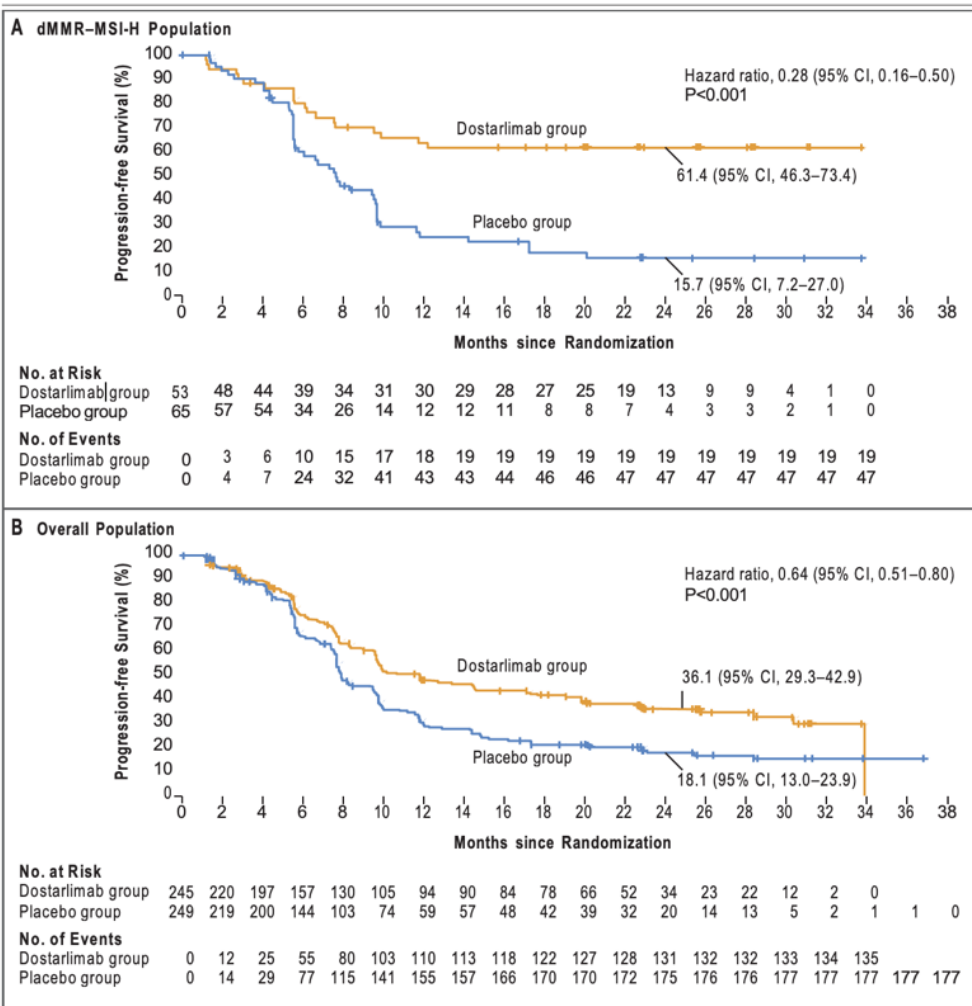 A dMMR–MSI-H Population
Progression-free Survival (%)
100
90
80
70
60
50
40
30
20
10
0
Hazard ratio, 0.28 (95% CI, 0.16–0.50)
P<0.001
Dostarlimab group
61.4 (95% CI, 46.3–73.4)
Placebo group
15.7 (95% CI, 7.2–27.0)
0 2 4 6 8 10 12 14 16 18 20 22 24 26 28 30 32 34 36 38
Months since Randomization
No. at Risk
Dostarlimab group 53 48 44 39 34 31 30 29 28 27 25 19 13 9 9 4 1 0
Placebo group 65 57 54 34 26 14 12 12 11 8 8 7 4 3 3 2 1 0
No. of Events
Dostarlimab group 0 3 6 10 15 17 18 19 19 19 19 19 19 19 19 19 19 19
Placebo group 0 4 7 24 32 41 43 43 44 46 46 47 47 47 47 47 47 47
B Overall Population
Progression-free Survival (%)
100
90
80
70
60
50
40
30
20
10
0
Hazard ratio, 0.64 (95% CI, 0.51–0.80)
P<0.001
Dostarlimab group
36.1 (95% CI, 29.3–42.9)
Placebo group
18.1 (95% CI, 13.0–23.9)
0 2 4 6 8 10 12 14 16 18 20 22 24 26 28 30 32 34 36 38
Months since Randomization
No. at Risk
Dostarlimab group 245 220 197 157 130 105 94 90 84 78 66 52 34 23 22 12 2 0
Placebo group 249 219 200 144 103 74 59 57 48 42 39 32 20 14 13 5 2 1 1 0
No. of Events
Dostarlimab group 0 12 25 55 80 103 110 113 118 122 127 128 131 132 132 133 134 135
Placebo group 0 14 29 77 115 141 155 157 166 170 170 172 175 176 176 177 177 177 177 177